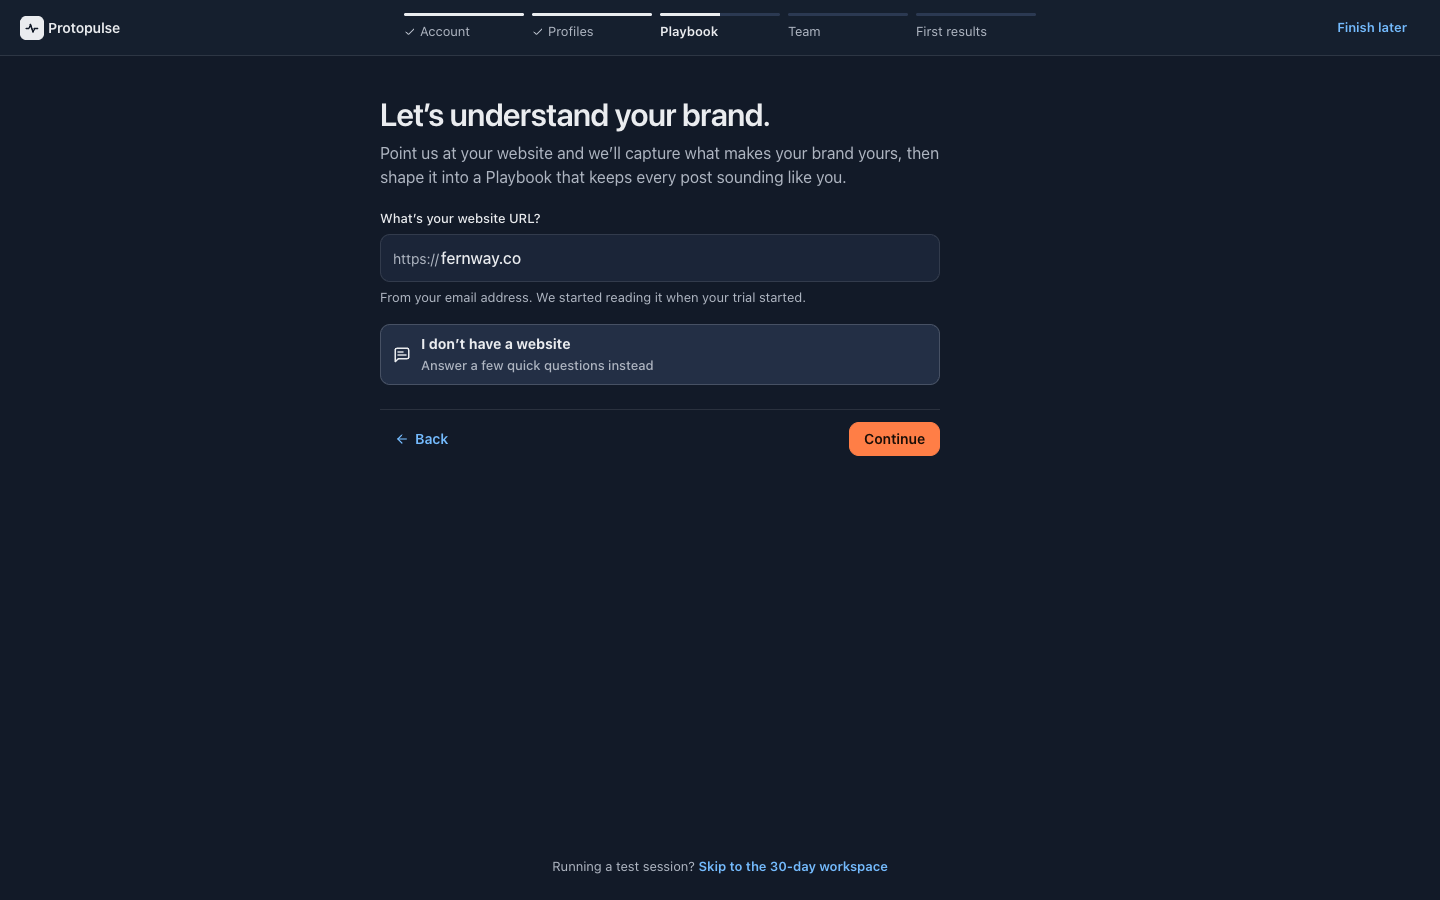 Protopulse
Account
Profiles
Playbook
Team
First results
Finish later
Let’s understand your brand.
Point us at your website and we’ll capture what makes your brand yours, then
shape it into a Playbook that keeps every post sounding like you.
What’s your website URL?
https://fernway.co
From your email address. We started reading it when your trial started.
I don’t have a website
Answer a few quick questions instead
Back
Continue
Running a test session? Skip to the 30-day workspace